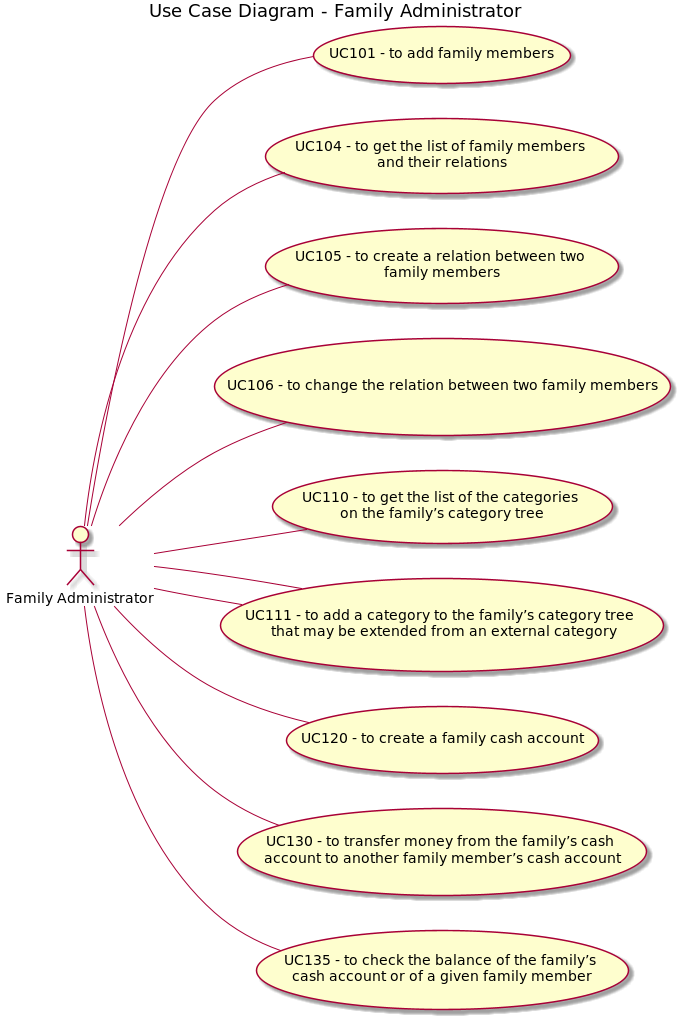 Use Case Diagram - Family Administrator
UC101 - to add family members
UC104 - to get the list of family members
and their relations
UC105 - to create a relation between two
family members
UC106 - to change the relation between two family members
UC110 - to get the list of the categories
on the family’s category tree
Family Administrator
UC111 - to add a category to the family’s category tree
that may be extended from an external category
UC120 - to create a family cash account
UC130 - to transfer money from the family’s cash
account to another family member’s cash account
UC135 - to check the balance of the family’s
cash account or of a given family member